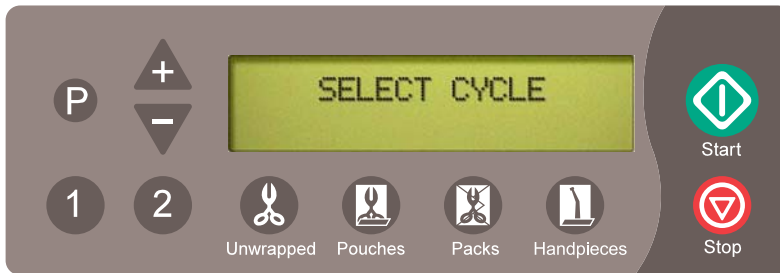 SELECT CYCLE
P
+
−
1
2
Unwrapped
Pouches
Packs
Handpieces
Start
Stop